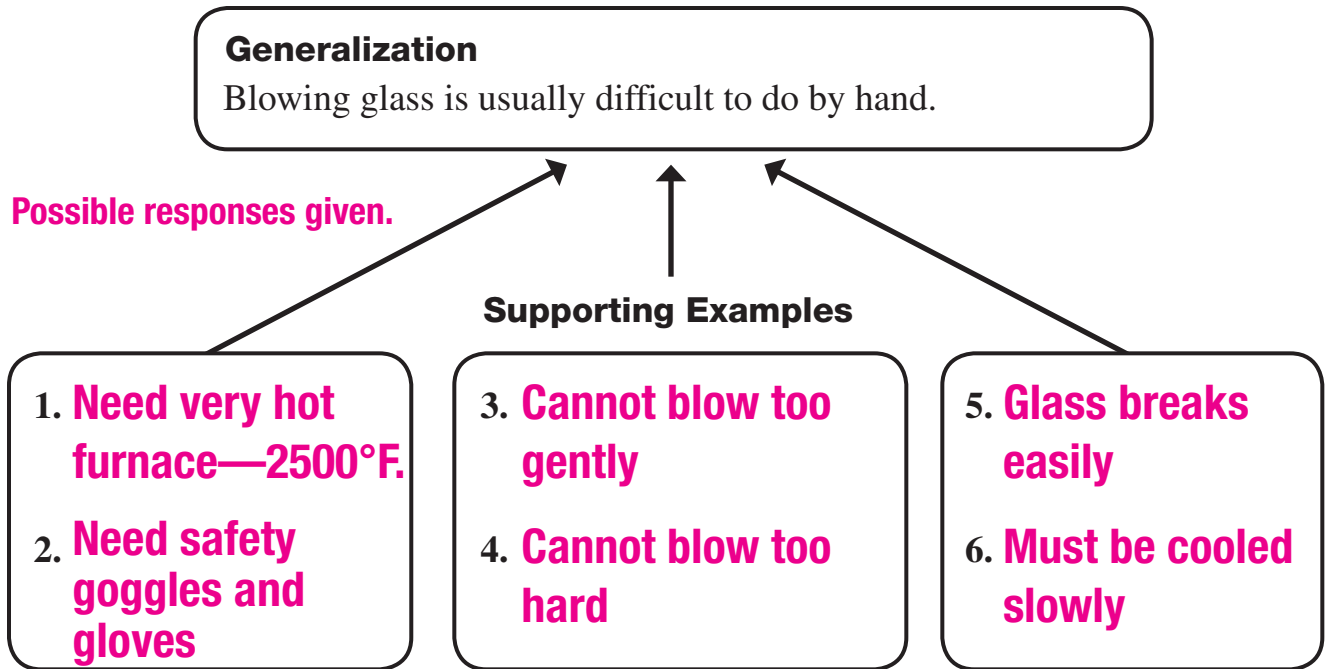 Generalization
Blowing glass is usually difficult to do by hand.
Possible responses given.
Supporting Examples
1. Need very hot
furnace—2500°F.
2. Need safety
goggles and
gloves
3. Cannot blow too
gently
4. Cannot blow too
hard
5. Glass breaks
easily
6. Must be cooled
slowly